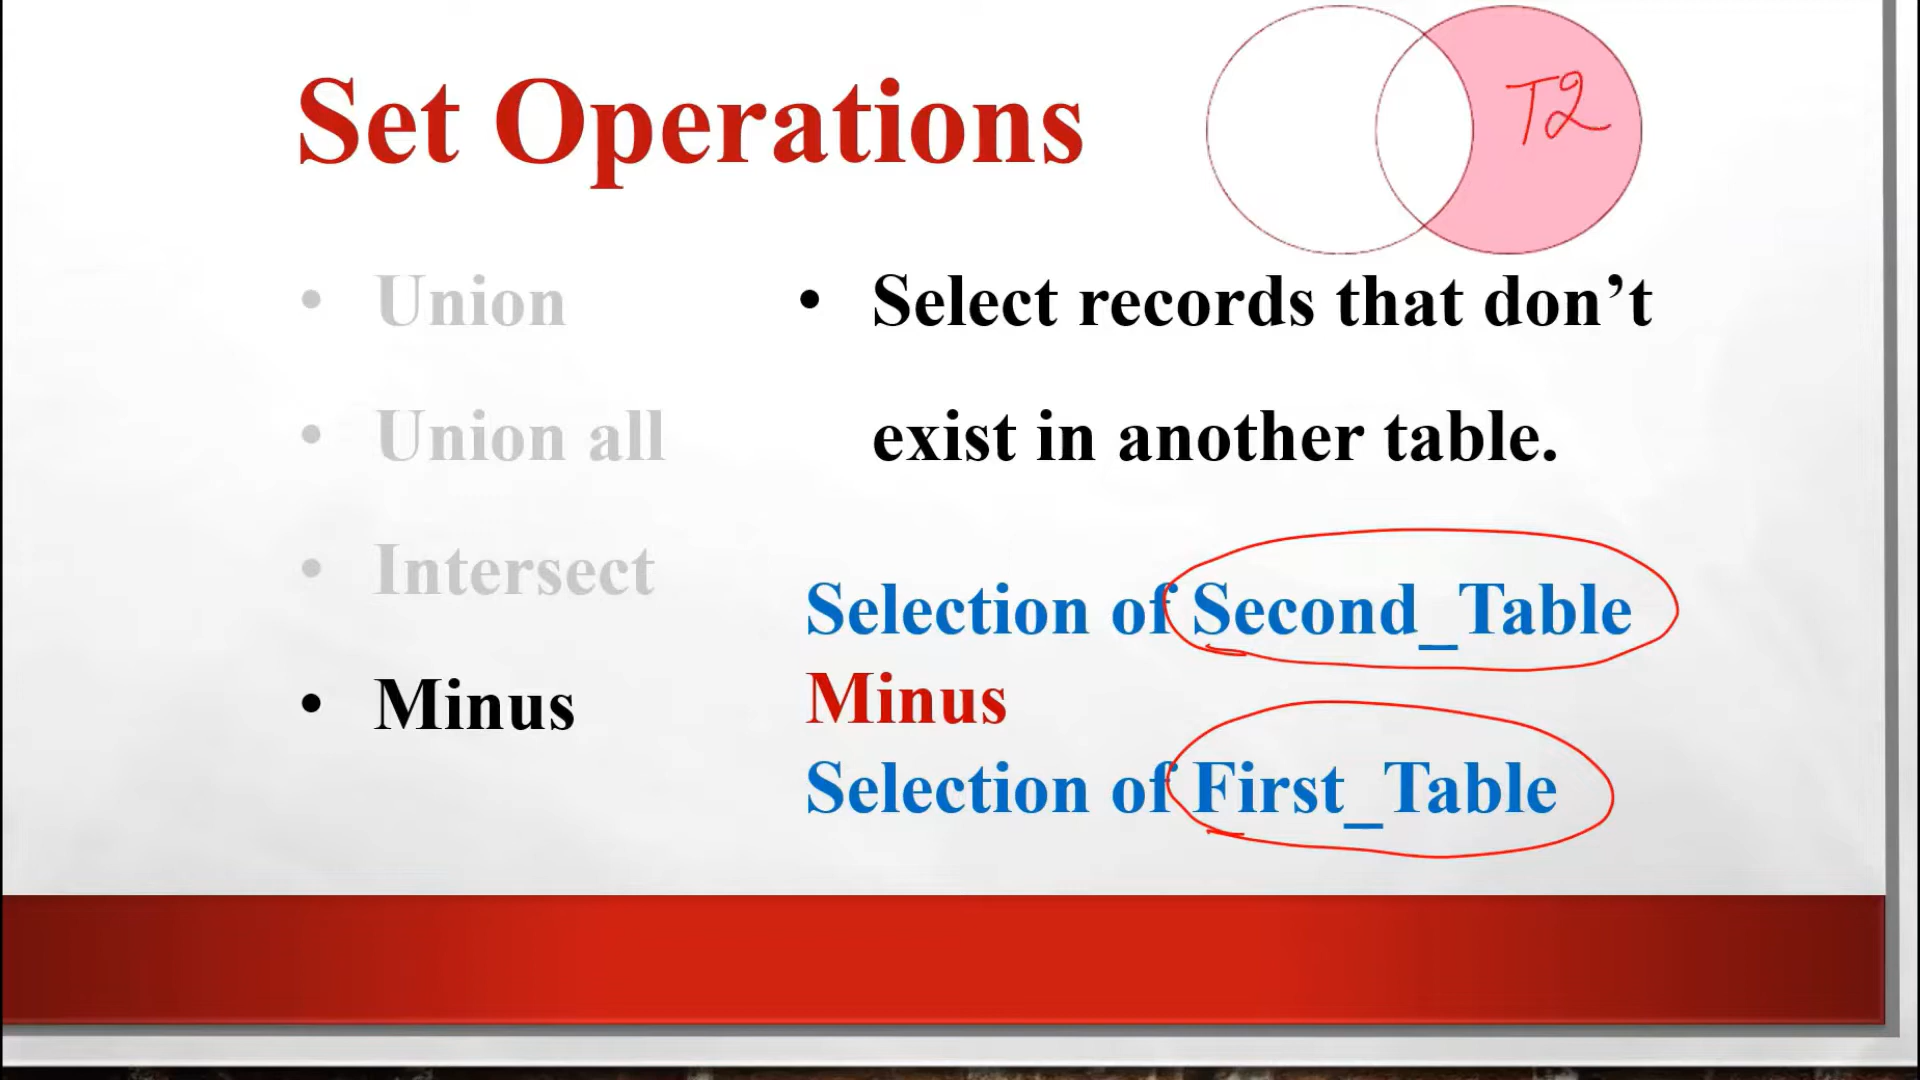 Set Operations
T2
• Union
• Union all
• Intersect
• Minus
• Select records that don’t
exist in another table.
Selection of Second_Table
Minus
Selection of First_Table